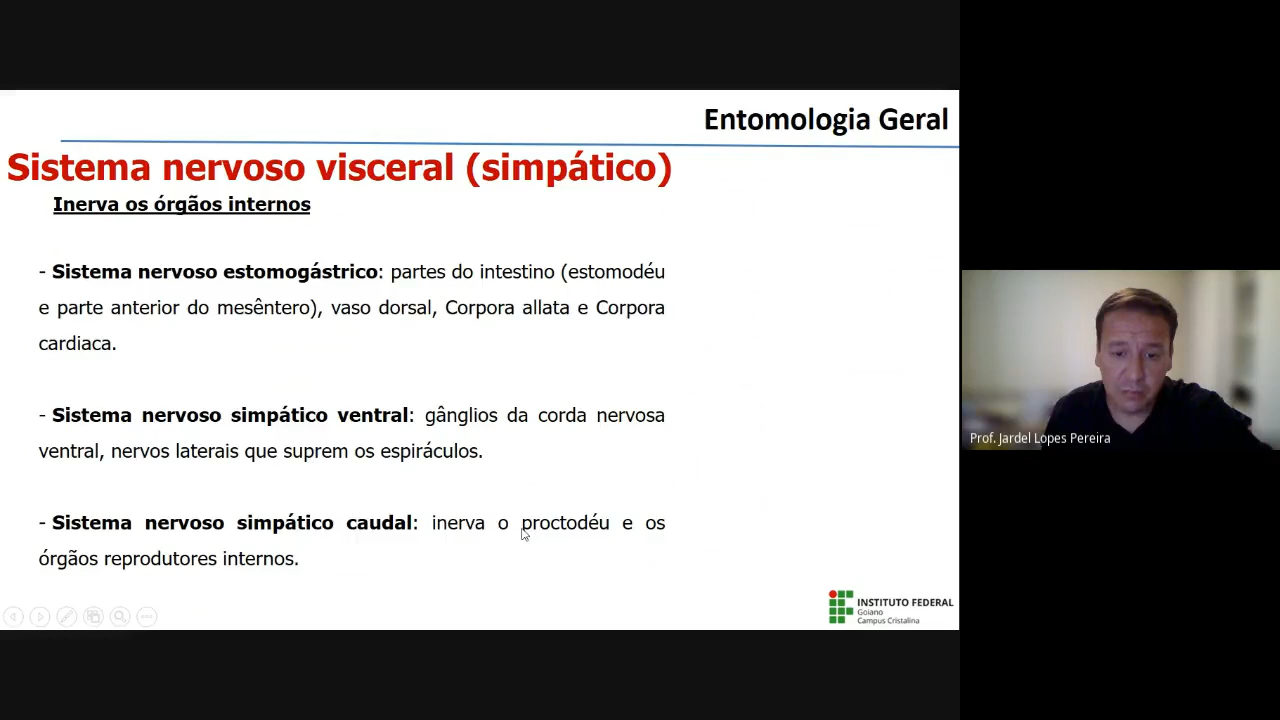 Entomologia Geral
Sistema nervoso visceral (simpático)
Inerva os órgãos internos
- Sistema nervoso estomogástrico: partes do intestino (estomodéu
e parte anterior do mesêntero), vaso dorsal, Corpora allata e Corpora
cardiaca.
- Sistema nervoso simpático ventral: gânglios da corda nervosa
ventral, nervos laterais que suprem os espiráculos.
- Sistema nervoso simpático caudal: inerva o proctodéu e os
órgãos reprodutores internos.
INSTITUTO FEDERAL
Goiano
Campus Cristalina
Prof. Jardel Lopes Pereira